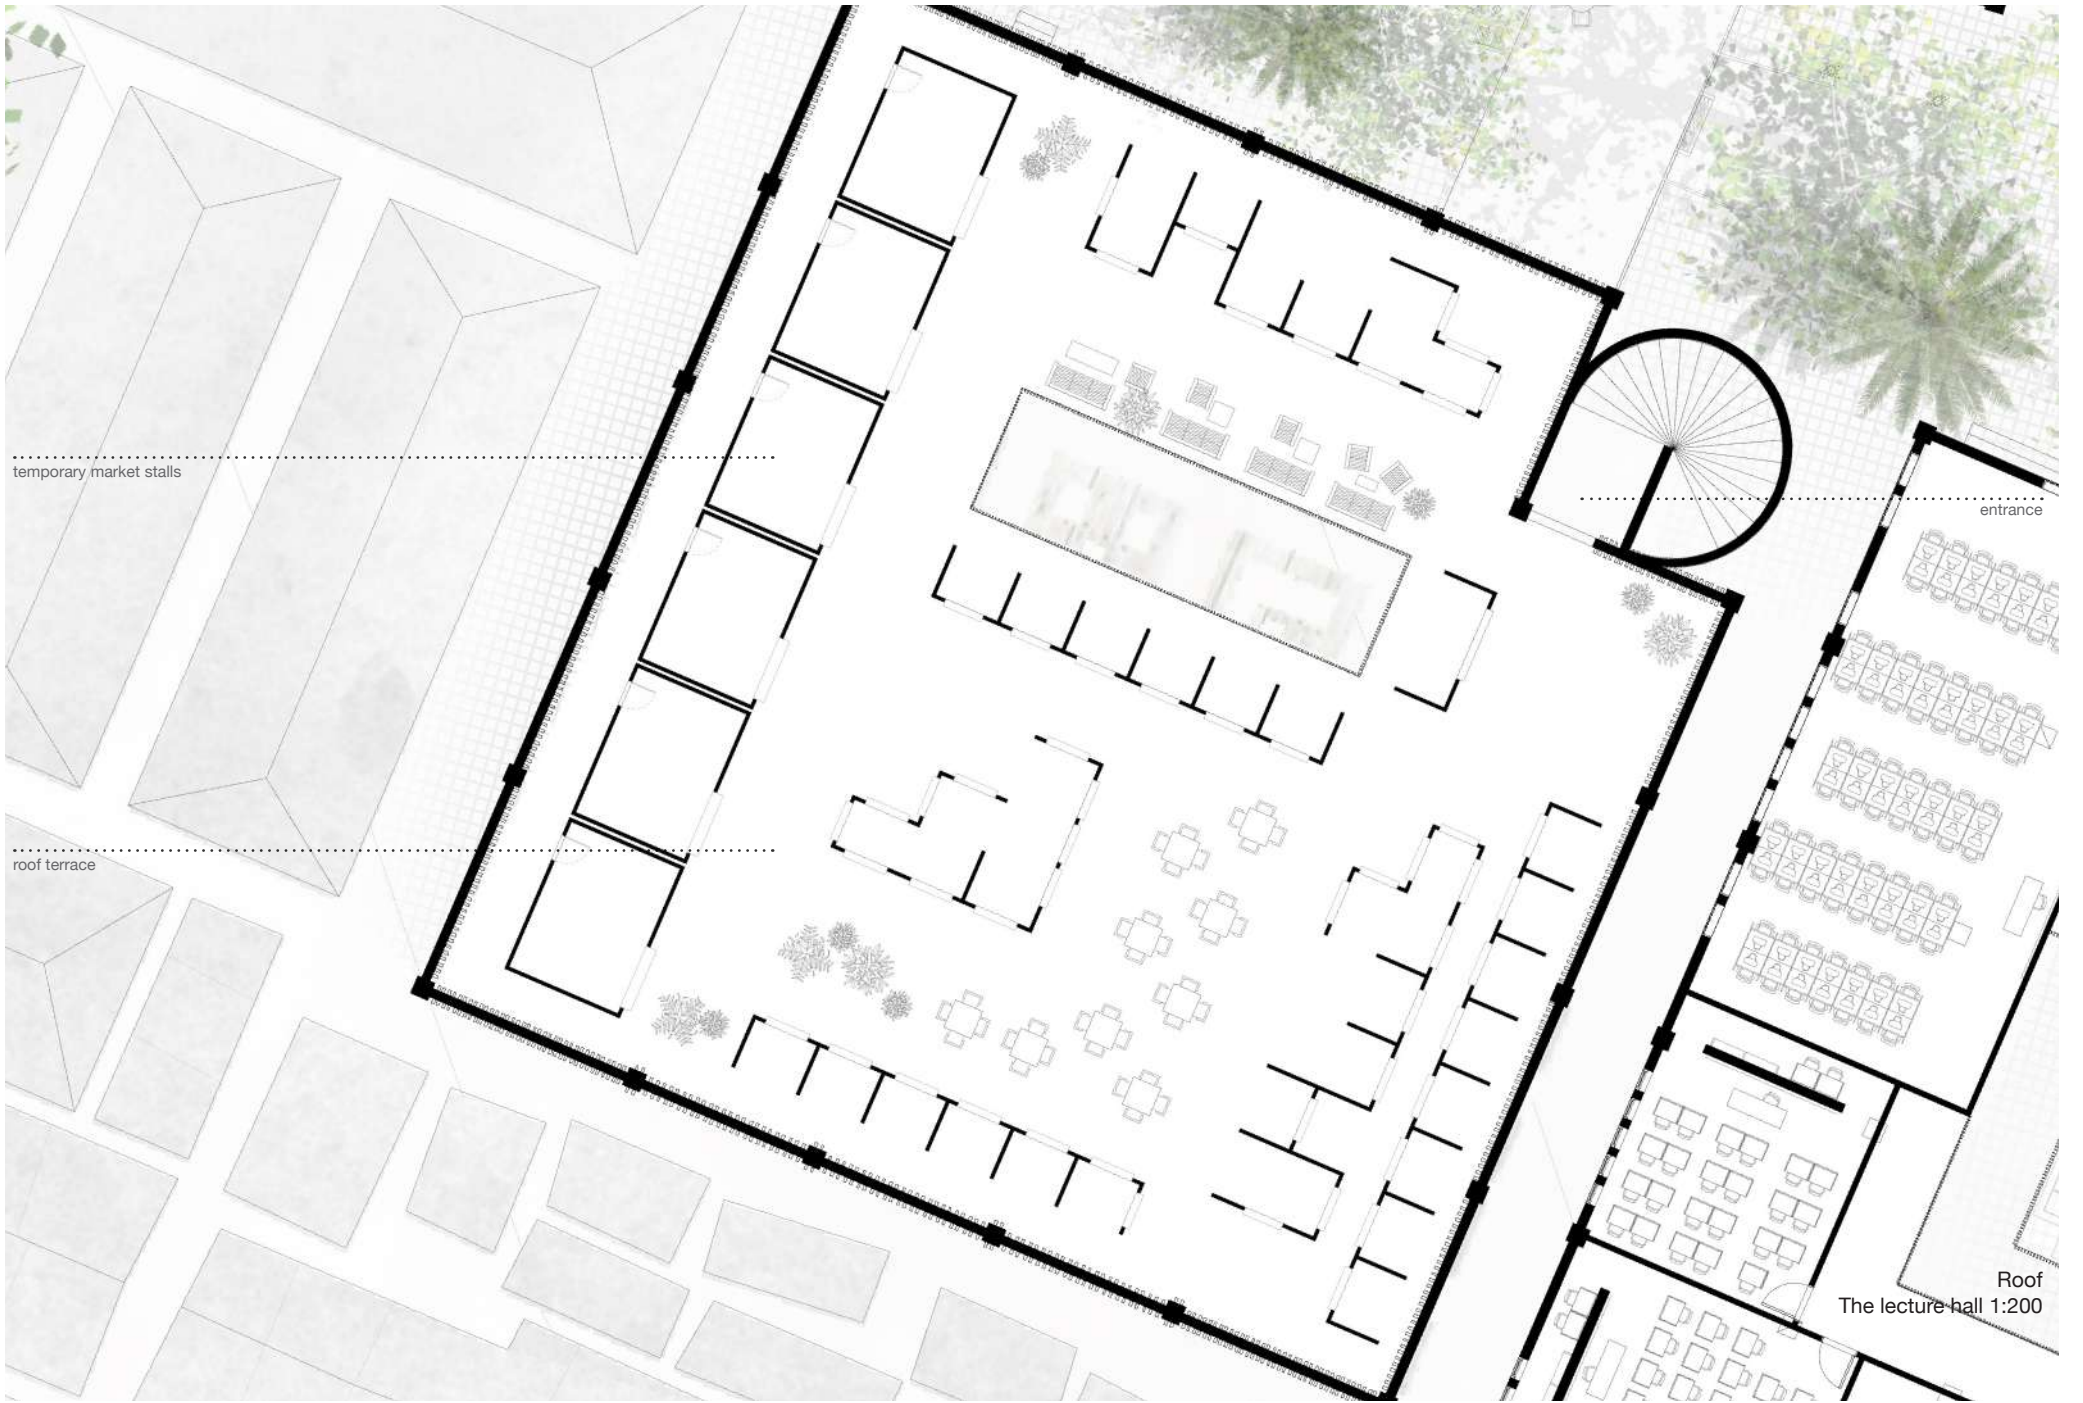 temporary market stalls
entrance
roof terrace
Roof
The lecture hall 1:200